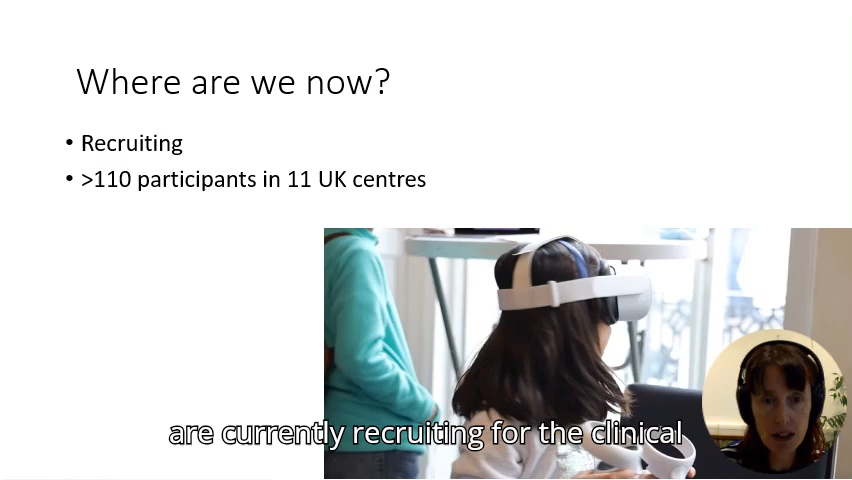 Where are we now?
• Recruiting
• >110 participants in 11 UK centres
are currently recruiting for the clinical